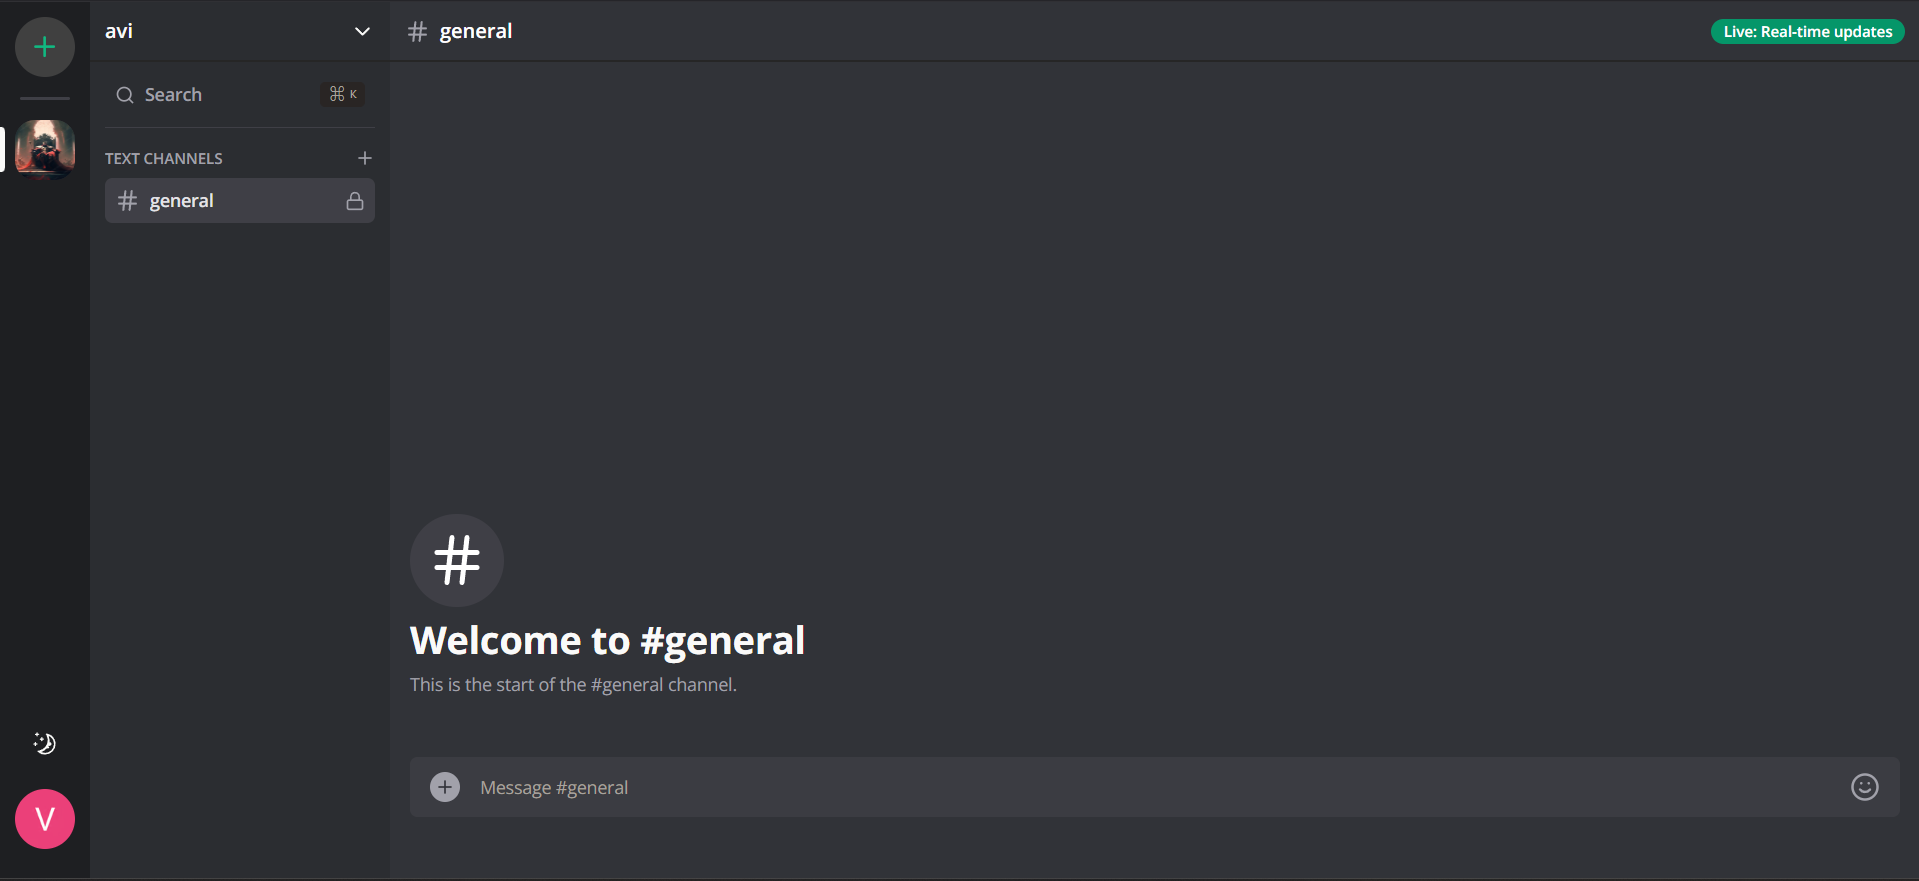 avi
general
Live: Real-time updates
Search
⌘ K
TEXT CHANNELS
general
Welcome to #general
This is the start of the #general channel.
Message #general
V